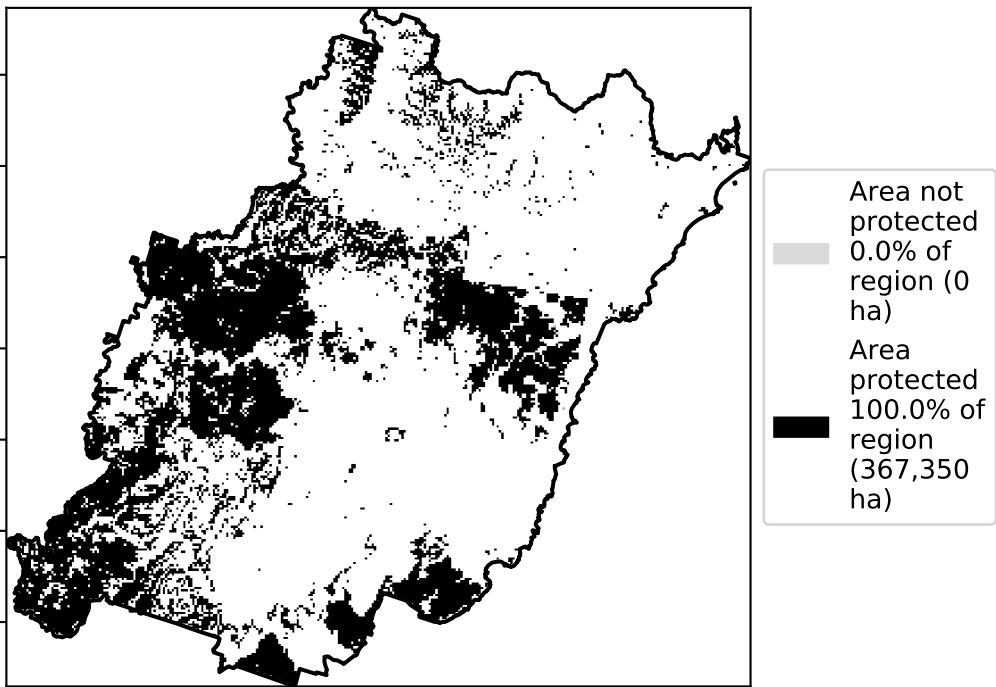 Area not
protected
0.0% of
region (0
ha)
Area
protected
100.0% of
region
(367,350
ha)